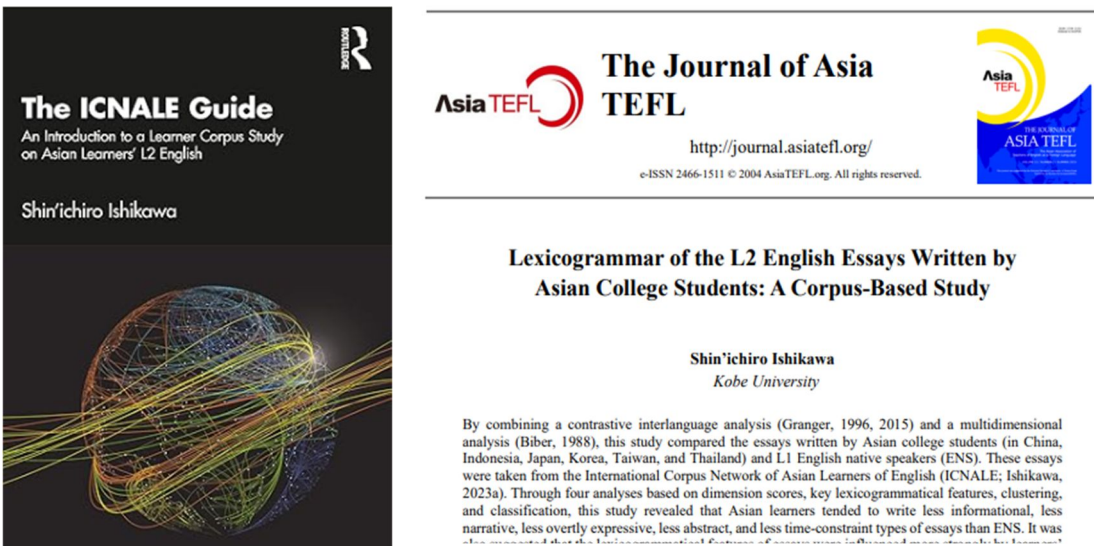 ROUTLEDGE
The ICNALE Guide
An Introduction to a Learner Corpus Study
on Asian Learners' L2 English
Shin'ichiro Ishikawa
Asia TEFL
The Journal of Asia
TEFL
http://journal.asiatefl.org/
e-ISSN 2466-1511 © 2004 AsiaTEFL.org. All rights reserved.
Asia
TEFL
THE JOURNAL OF
ASIA TEFL
Lexicogrammar of the L2 English Essays Written by
Asian College Students: A Corpus-Based Study
Shin'ichiro Ishikawa
Kobe University
By combining a contrastive interlanguage analysis (Granger, 1996, 2015) and a multidimensional
analysis (Biber, 1988), this study compared the essays written by Asian college students (in China,
Indonesia, Japan, Korea, Taiwan, and Thailand) and L1 English native speakers (ENS). These essays
were taken from the International Corpus Network of Asian Learners of English (ICNALE; Ishikawa,
2023a). Through four analyses based on dimension scores, key lexicogrammatical features, clustering,
and classification, this study revealed that Asian learners tended to write less informational, less
narrative, less overtly expressive, less abstract, and less time-constraint types of essays than ENS. It was